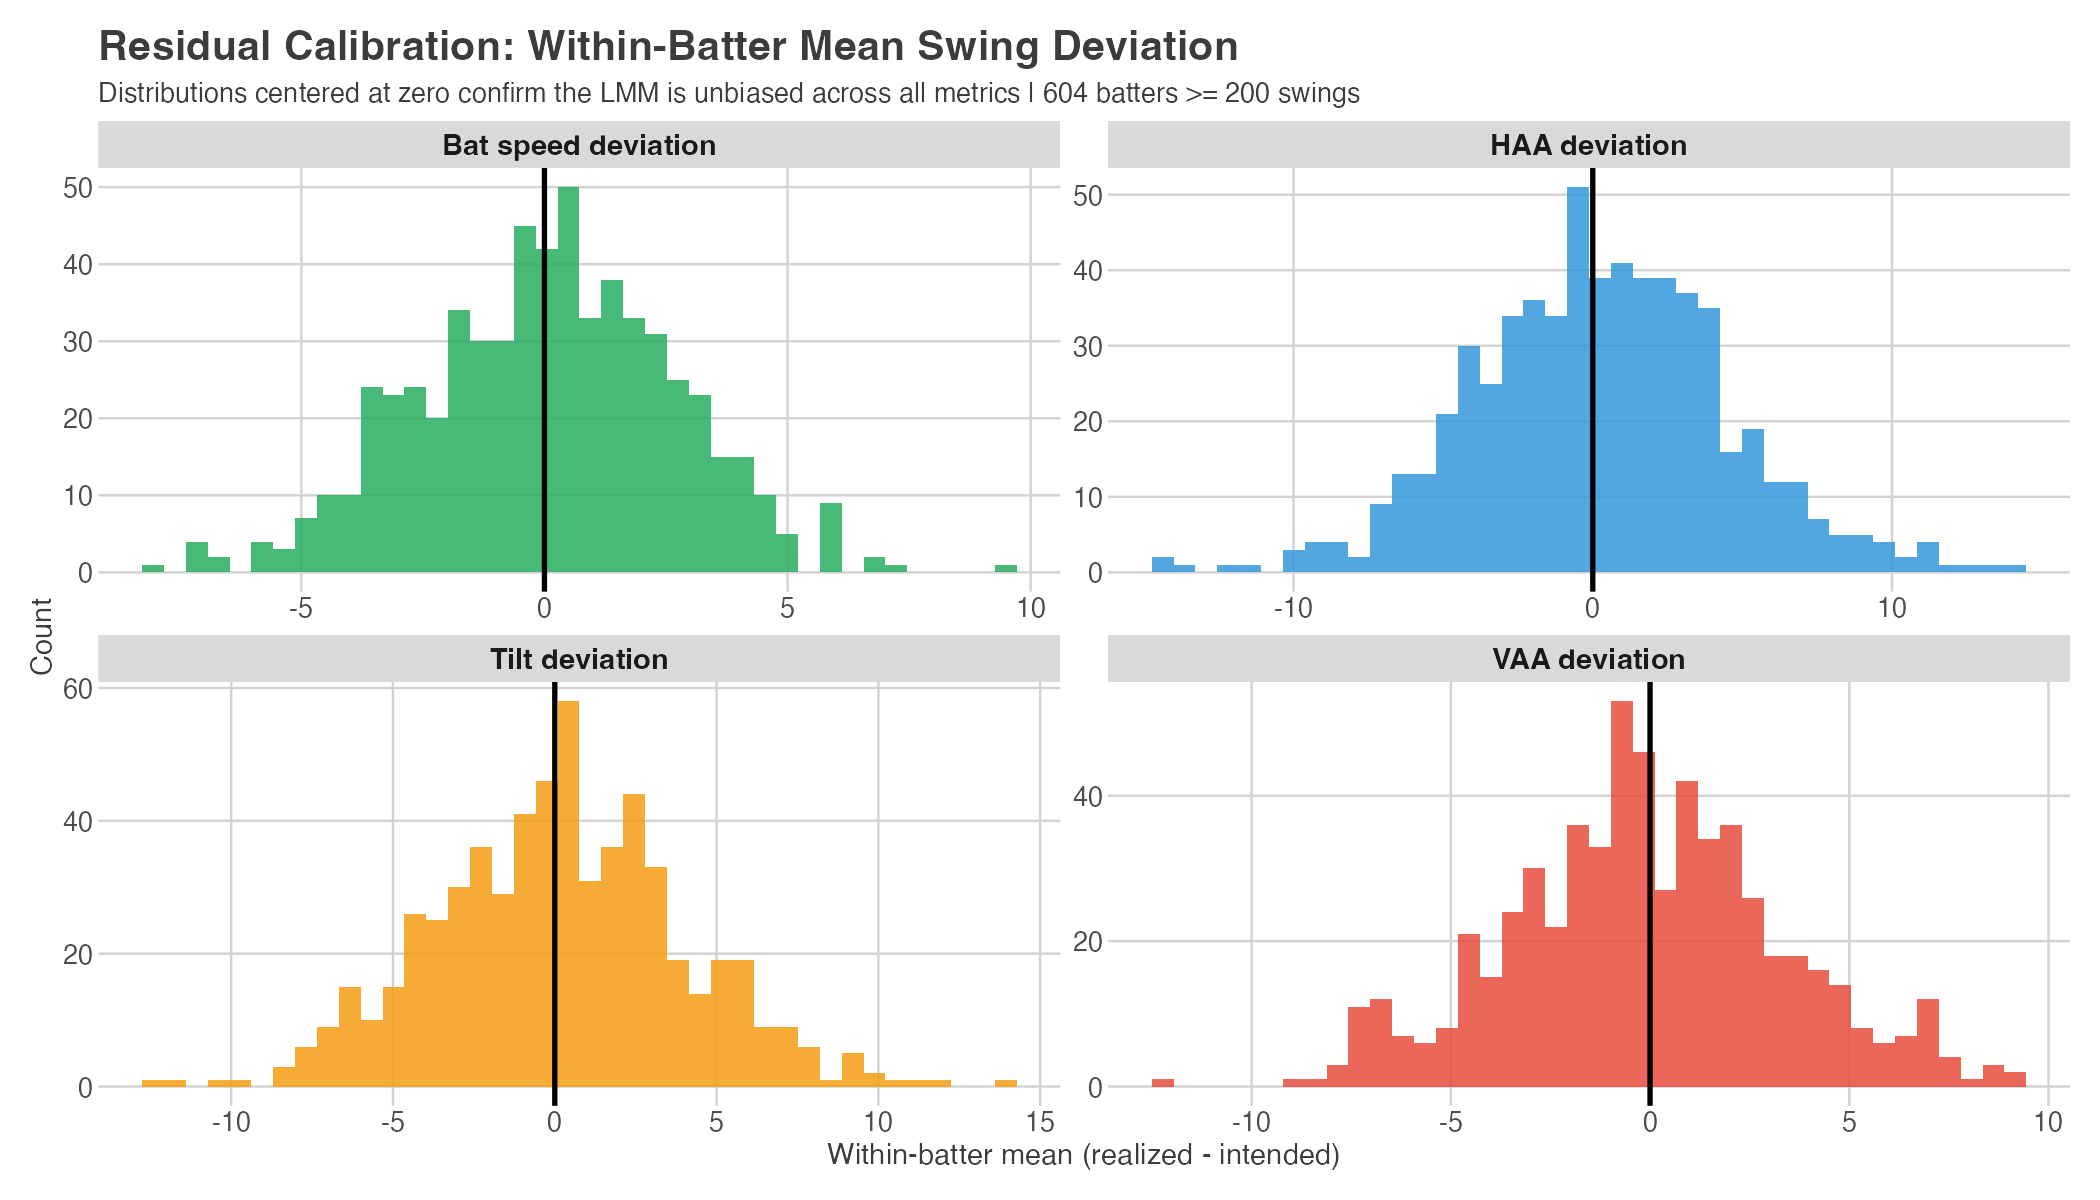 Residual Calibration: Within-Batter Mean Swing Deviation
Distributions centered at zero confirm the LMM is unbiased across all metrics | 604 batters >= 200 swings
Bat speed deviation
50
40
30
20
10
0
-5 0 5 10
HAA deviation
50
40
30
20
10
0
-10 0 10
Count
Tilt deviation
60
40
20
0
-10 -5 0 5 10 15
VAA deviation
40
20
0
-10 -5 0 5 10
Within-batter mean (realized - intended)